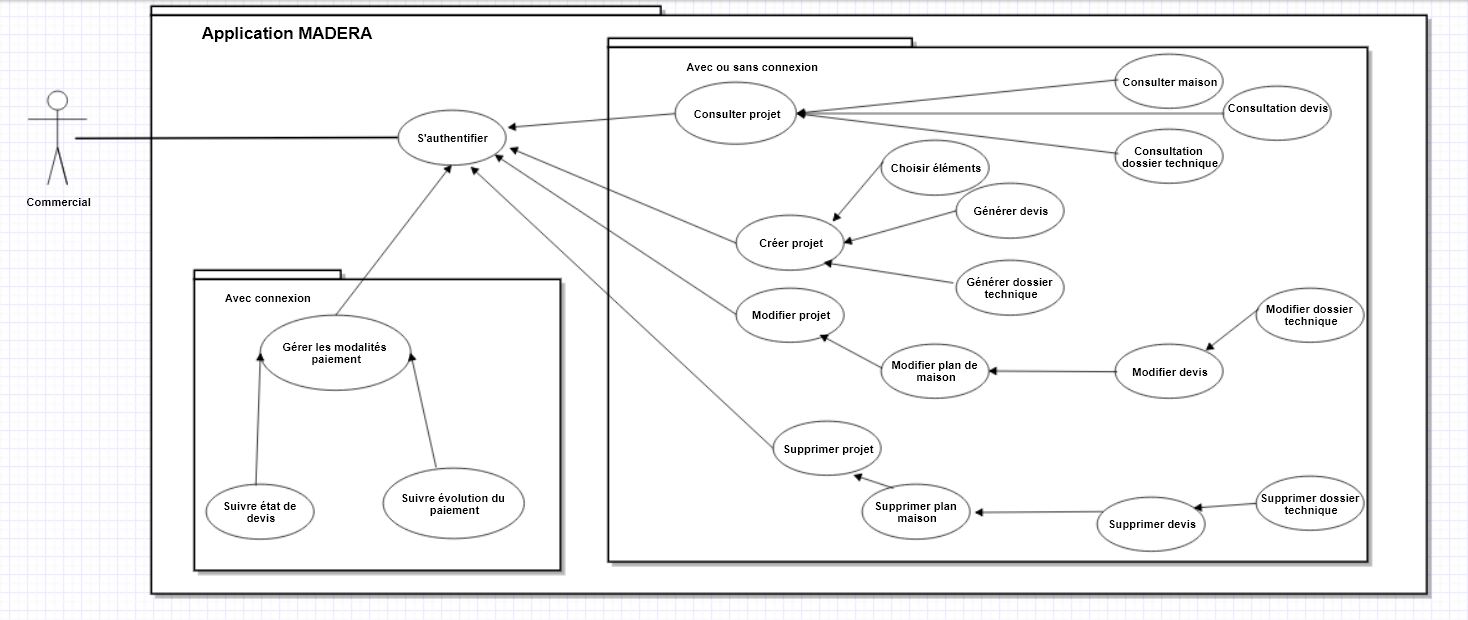 Application MADERA
Avec ou sans connexion
Consulter maison
Consulter projet
Consultation devis
S'authentifier
Consultation
dossier technique
Choisir éléments
Commercial
Générer devis
Créer projet
Générer dossier
technique
Avec connexion
Modifier projet
Modifier dossier
technique
Gérer les modalités
paiement
Modifier plan de
maison
Modifier devis
Supprimer projet
Suivre état de
devis
Suivre évolution du
paiement
Supprimer plan
maison
Supprimer devis
Supprimer dossier
technique